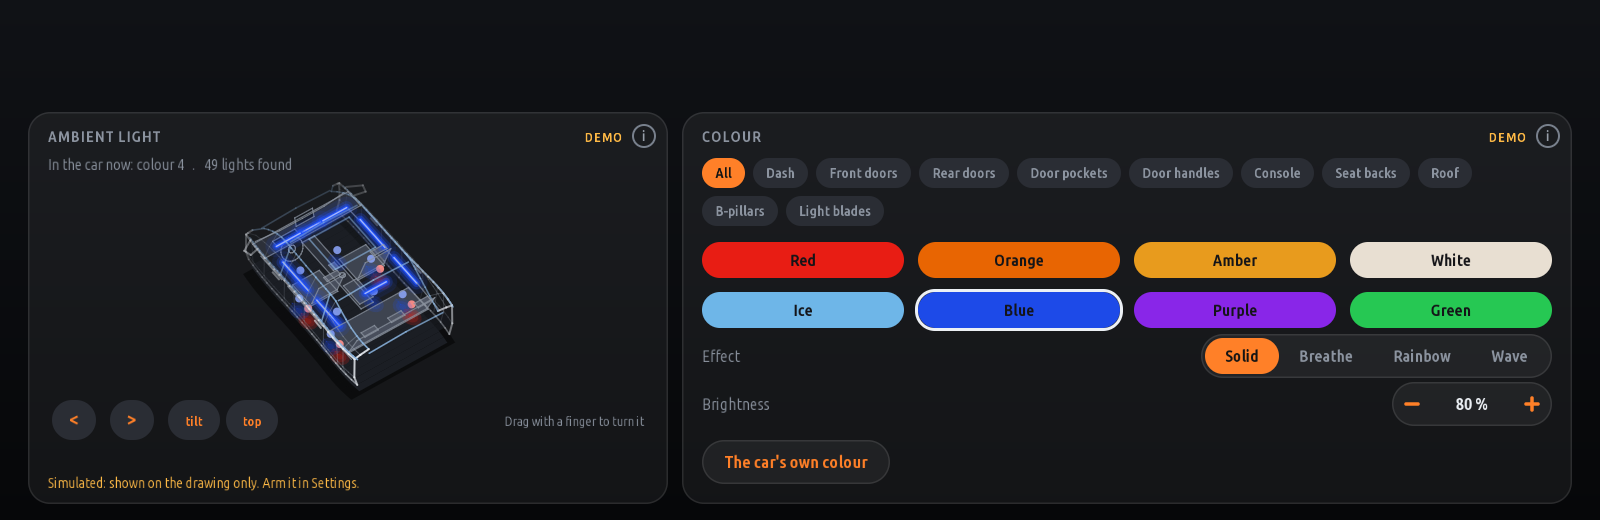 AMBIENT LIGHT
DEMO
i
In the car now: colour 4 . 49 lights found
<
>
tilt
top
Drag with a finger to turn it
Simulated: shown on the drawing only. Arm it in Settings.
COLOUR
DEMO
i
All
Dash
Front doors
Rear doors
Door pockets
Door handles
Console
Seat backs
Roof
B-pillars
Light blades
Red
Orange
Amber
White
Ice
Blue
Purple
Green
Effect
Solid
Breathe
Rainbow
Wave
Brightness
− 80 % +
The car's own colour